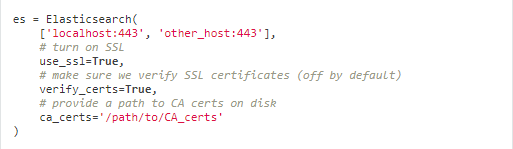 es = Elasticsearch(
    ['localhost:443', 'other_host:443'],
    # turn on SSL
    use_ssl=True,
    # make sure we verify SSL certificates (off by default)
    verify_certs=True,
    # provide a path to CA certs on disk
    ca_certs='/path/to/CA_certs'
)